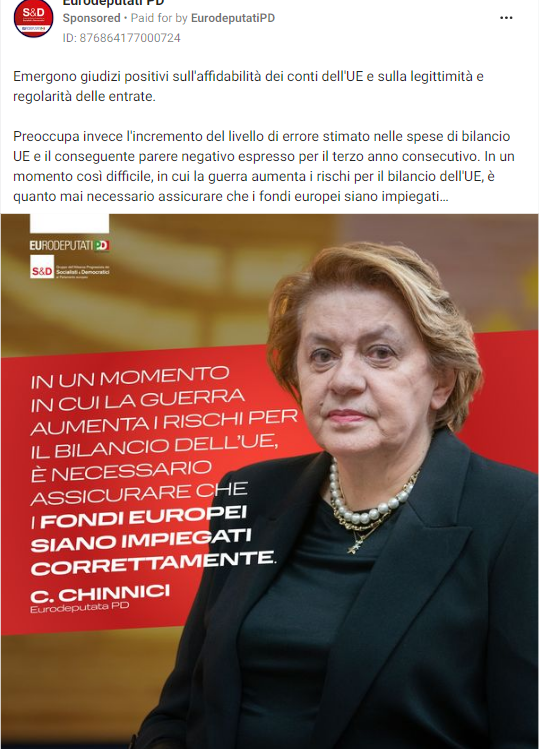 Eurodeputati PD
Sponsored • Paid for by EurodeputatiPD
ID: 876864177000724
Emergono giudizi positivi sull'affidabilità dei conti dell'UE e sulla legittimità e
regolarità delle entrate.
Preoccupa invece l'incremento del livello di errore stimato nelle spese di bilancio
UE e il conseguente parere negativo espresso per il terzo anno consecutivo. In un
momento così difficile, in cui la guerra aumenta i rischi per il bilancio dell'UE, è
quanto mai necessario assicurare che i fondi europei siano impiegati...
S&D
EURODEPUTATI PD
S&D
Gruppo dell'Alleanza Progressista di
Socialisti e Democratici
al Parlamento europeo
IN UN MOMENTO
IN CUI LA GUERRA
AUMENTA I RISCHI PER
IL BILANCIO DELL'UE,
È NECESSARIO
ASSICURARE CHE
I FONDI EUROPEI
SIANO IMPIEGATI
CORRETTAMENTE.
C. CHINNICI
Eurodeputata PD